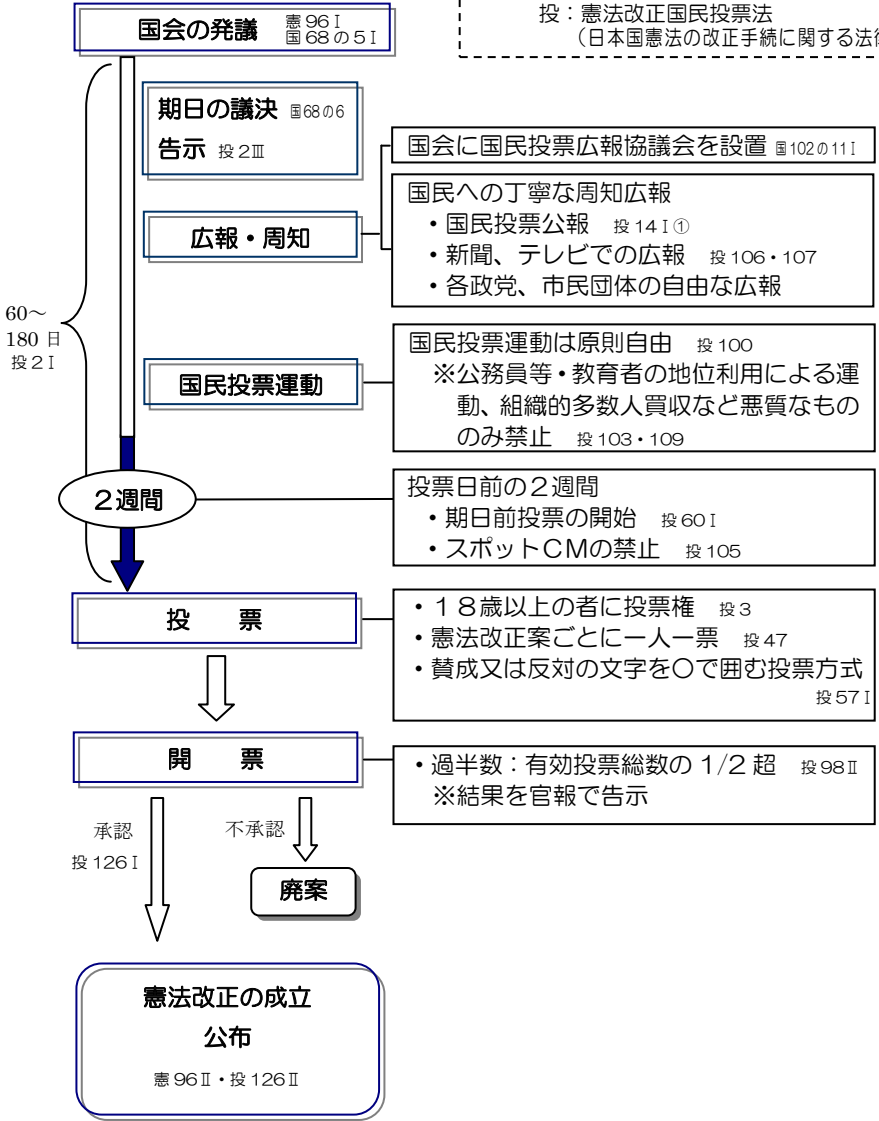 投：憲法改正国民投票法
（日本国憲法の改正手続に関する法律
国会の発議 憲96Ⅰ
国68の5Ⅰ
期日の議決 国68の6
告示 投2Ⅲ
国会に国民投票広報協議会を設置 国102の11Ⅰ
広報・周知
国民への丁寧な周知広報
・国民投票公報 投14Ⅰ①
・新聞、テレビでの広報 投106・107
・各政党、市民団体の自由な広報
60～
180日
投2Ⅰ
国民投票運動
国民投票運動は原則自由 投100
※公務員等・教育者の地位利用による運
動、組織的多数人買収など悪質なもの
のみ禁止 投103・109
２週間
投票日前の２週間
・期日前投票の開始 投60Ⅰ
・スポットＣＭの禁止 投105
投 票
・１８歳以上の者に投票権 投3
・憲法改正案ごとに一人一票 投47
・賛成又は反対の文字を〇で囲む投票方式
投57Ⅰ
開 票
・過半数：有効投票総数の 1/2 超 投98Ⅱ
※結果を官報で告示
承認
投126Ⅰ
不承認
廃案
憲法改正の成立
公布
憲96Ⅱ・投126Ⅱ